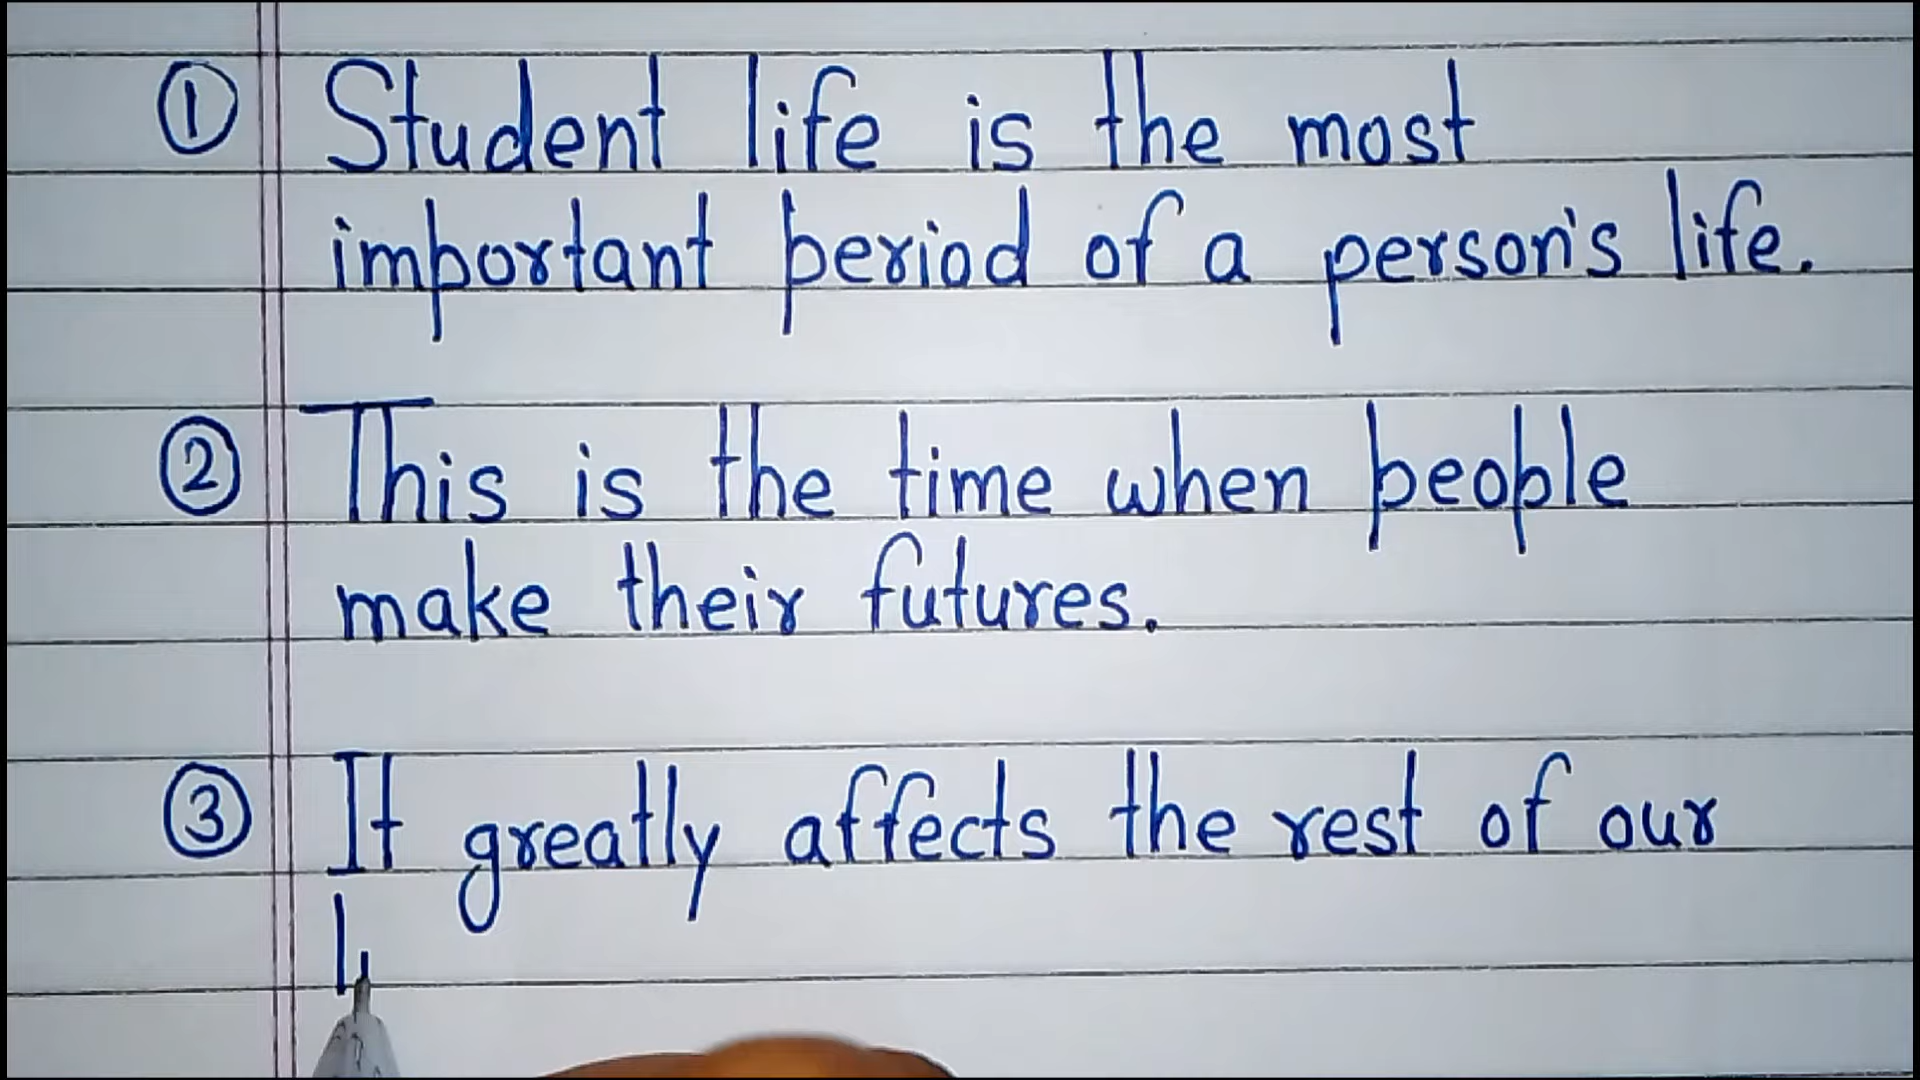 ① Student life is the most
important period of a person's life.
② This is the time when people
make their futures.
③ It greatly affects the rest of our